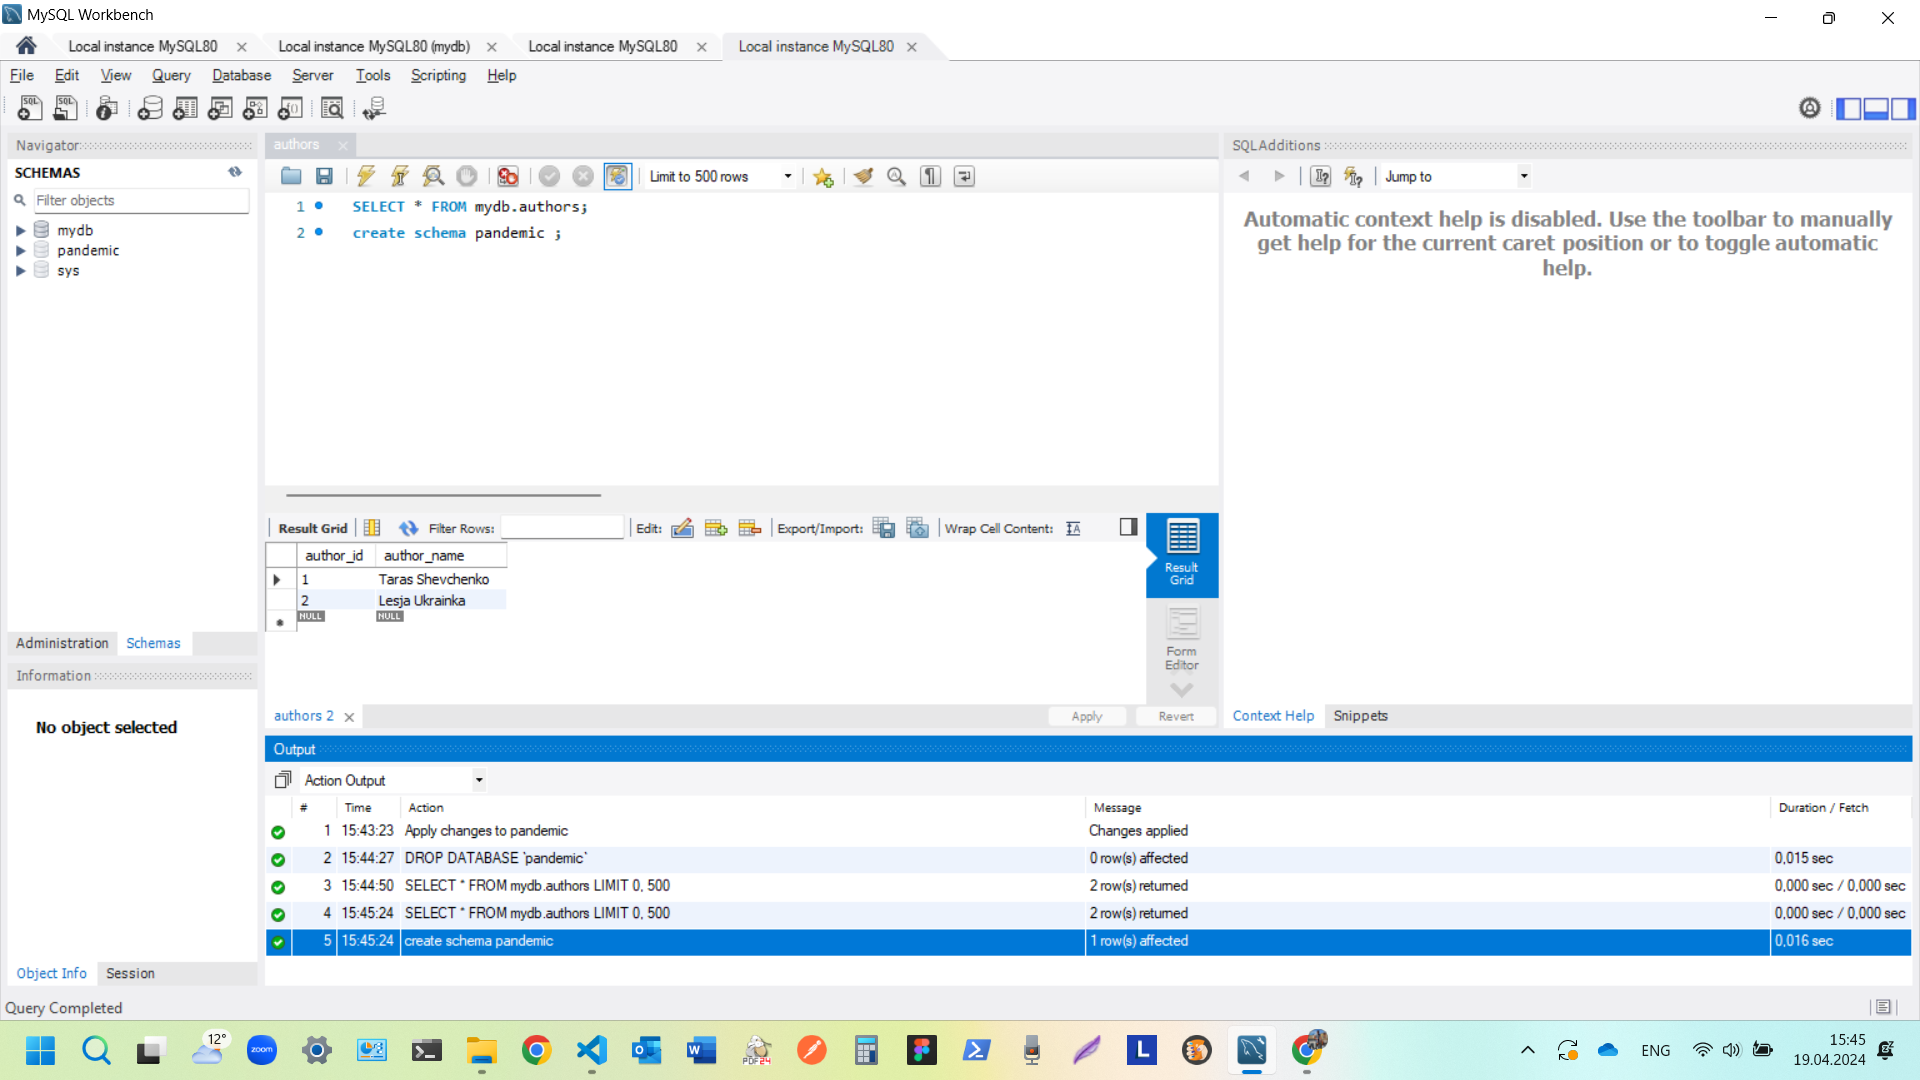 MySQL Workbench
Local instance MySQL80
Local instance MySQL80 (mydb)
Local instance MySQL80
Local instance MySQL80
File Edit View Query Database Server Tools Scripting Help
Navigator
SCHEMAS
Filter objects
mydb
pandemic
sys
Administration Schemas
Information
No object selected
Object Info Session
Query Completed
authors
Limit to 500 rows
1 SELECT * FROM mydb.authors;
2 create schema pandemic ;
Result Grid Filter Rows: Edit: Export/Import: Wrap Cell Content:
author_id author_name
1 Taras Shevchenko
2 Lesja Ukrainka
NULL NULL
Result Grid
Form Editor
authors 2
Apply Revert
SQLAdditions
Jump to
Automatic context help is disabled. Use the toolbar to manually
get help for the current caret position or to toggle automatic
help.
Context Help Snippets
Output
Action Output
# Time Action Message Duration / Fetch
1 15:43:23 Apply changes to pandemic Changes applied
2 15:44:27 DROP DATABASE `pandemic` 0 row(s) affected 0,015 sec
3 15:44:50 SELECT * FROM mydb.authors LIMIT 0, 500 2 row(s) returned 0,000 sec / 0,000 sec
4 15:45:24 SELECT * FROM mydb.authors LIMIT 0, 500 2 row(s) returned 0,000 sec / 0,000 sec
5 15:45:24 create schema pandemic 1 row(s) affected 0,016 sec
12°
zoom
PDF24
L
ENG
15:45
19.04.2024